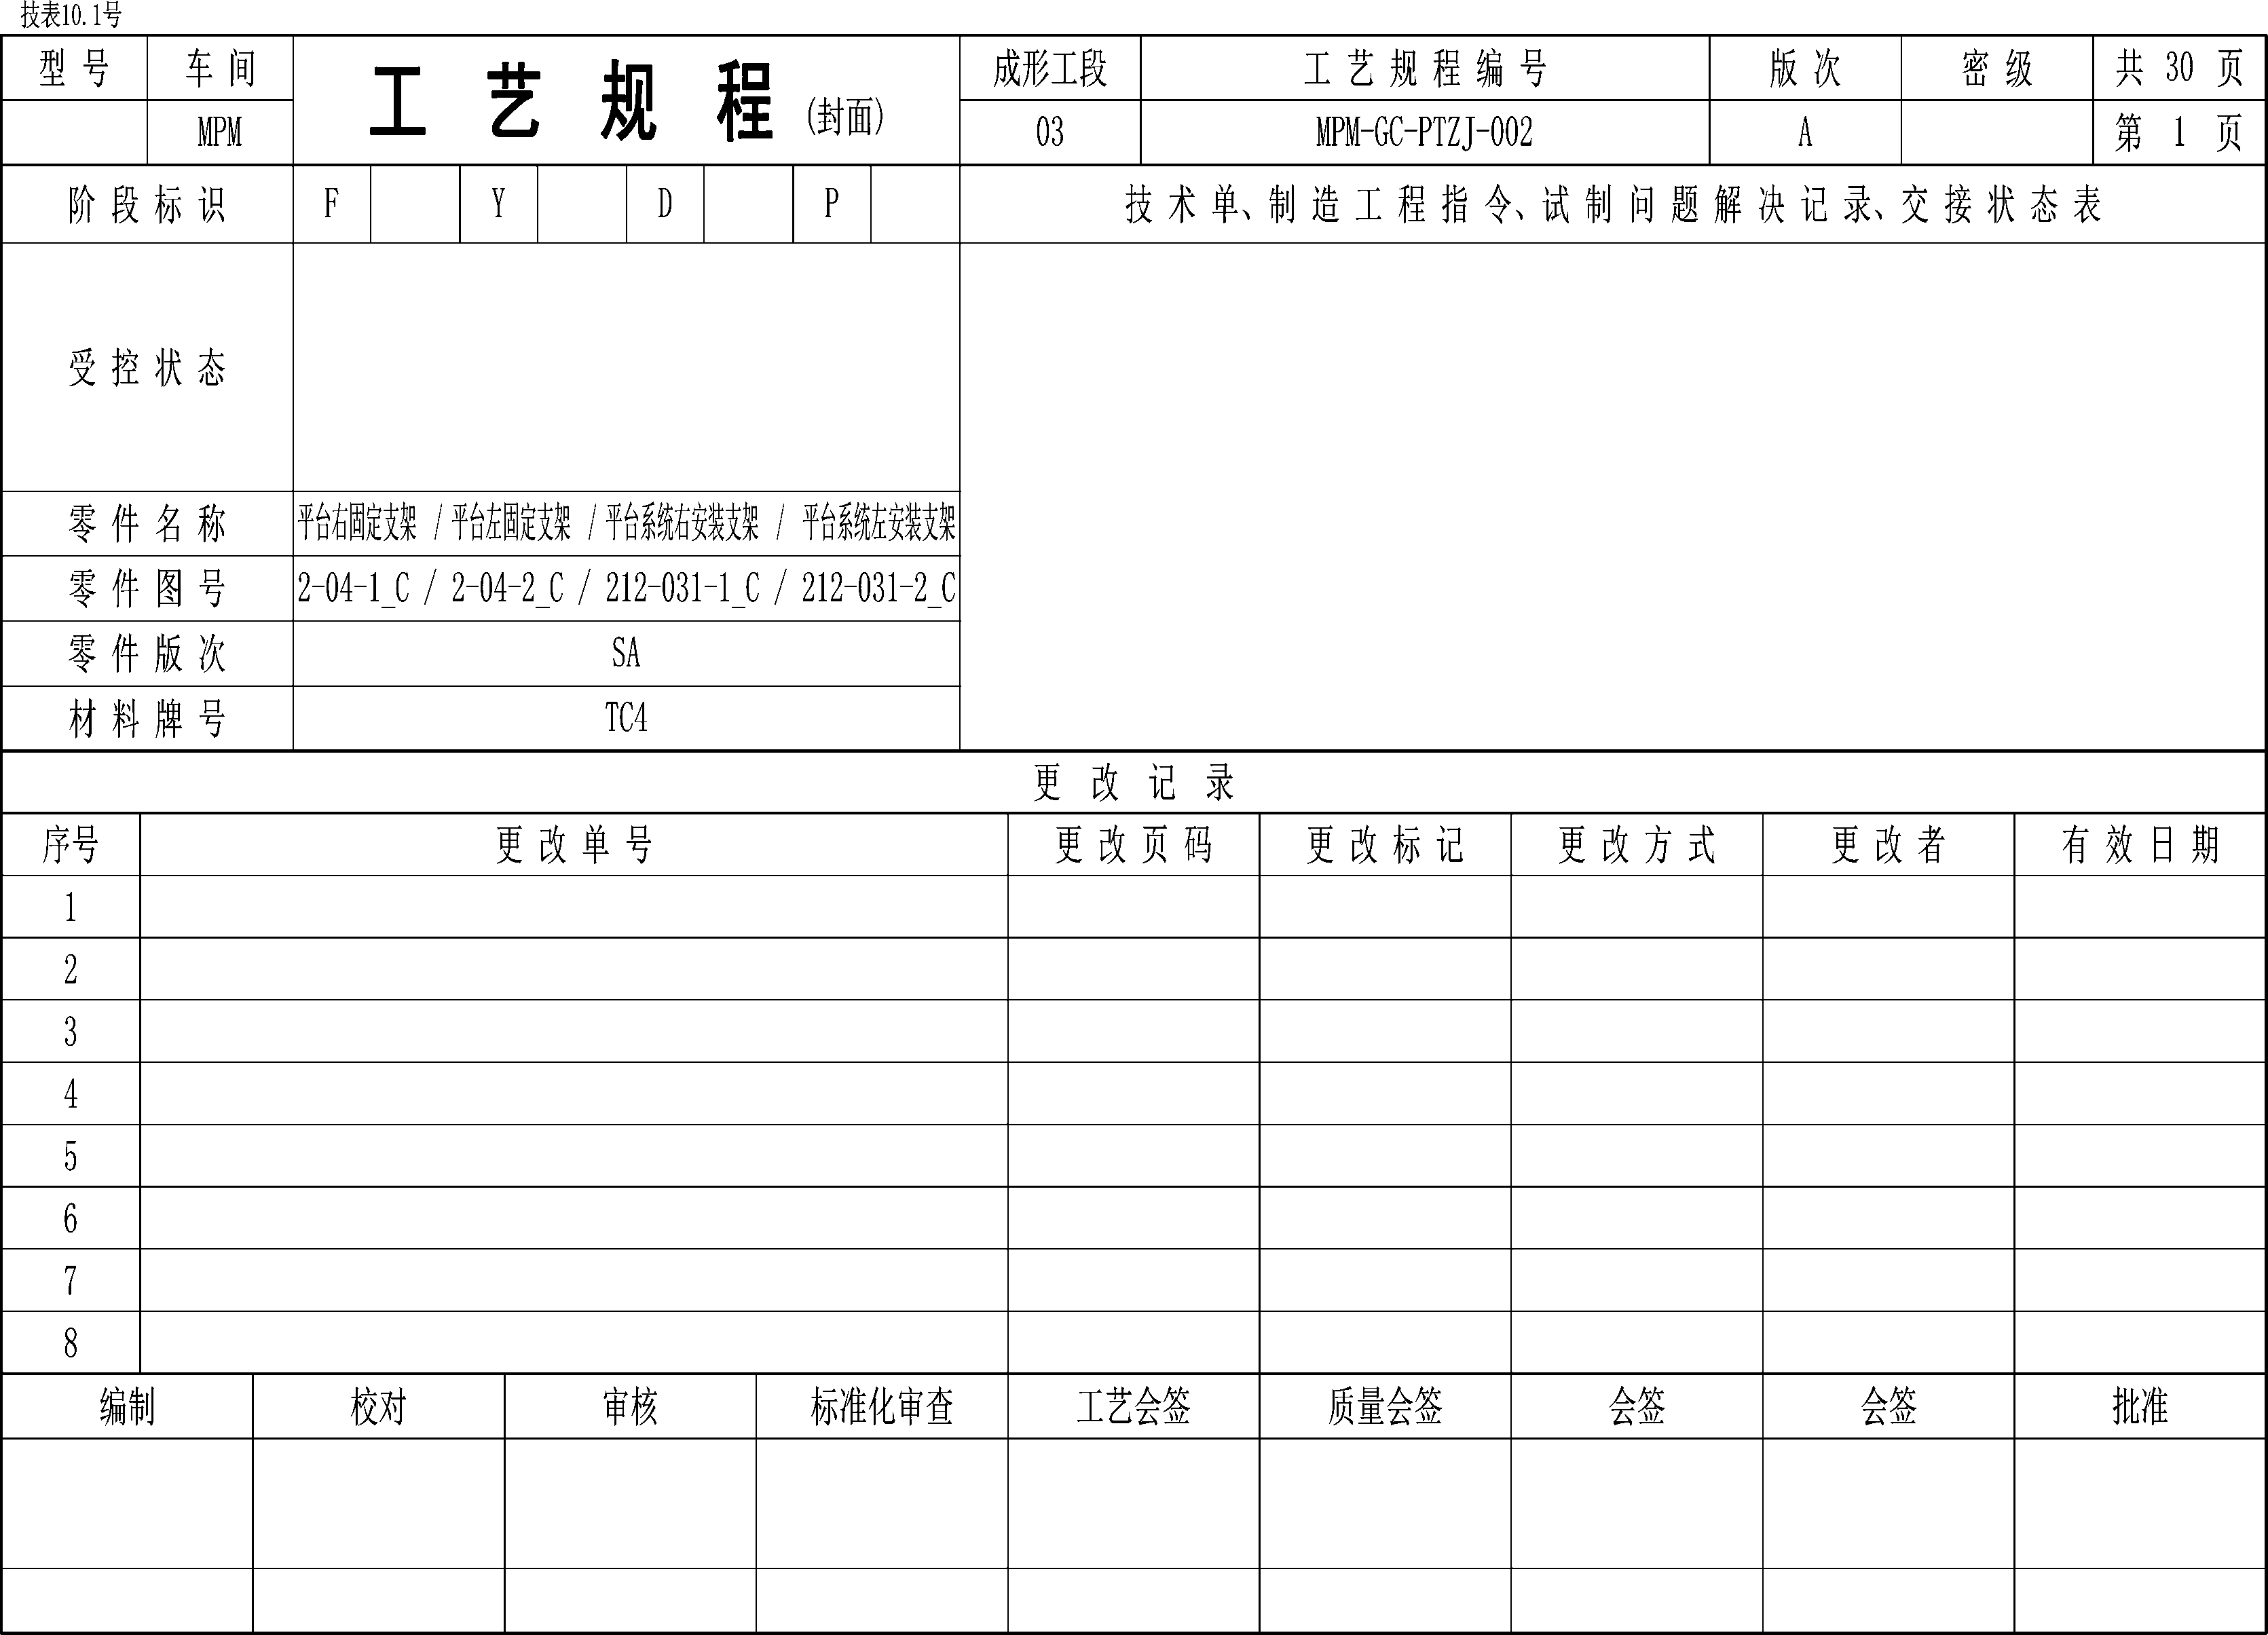 技表10.1号
型号 车间 工艺规程(封面) 成形工段 工艺规程编号 版次 密级 共 30 页
MPM 03 MPM-GC-PTZJ-002 A 第 1 页
阶段标识 F Y D P 技术单、制造工程指令、试制问题解决记录、交接状态表
受控状态
零件名称 平台右固定支架 / 平台左固定支架 / 平台系统右安装支架 / 平台系统左安装支架
零件图号 2-04-1_C / 2-04-2_C / 212-031-1_C / 212-031-2_C
零件版次 SA
材料牌号 TC4
更改记录
序号 更改单号 更改页码 更改标记 更改方式 更改者 有效日期
1
2
3
4
5
6
7
8
编制 校对 审核 标准化审查 工艺会签 质量会签 会签 会签 批准